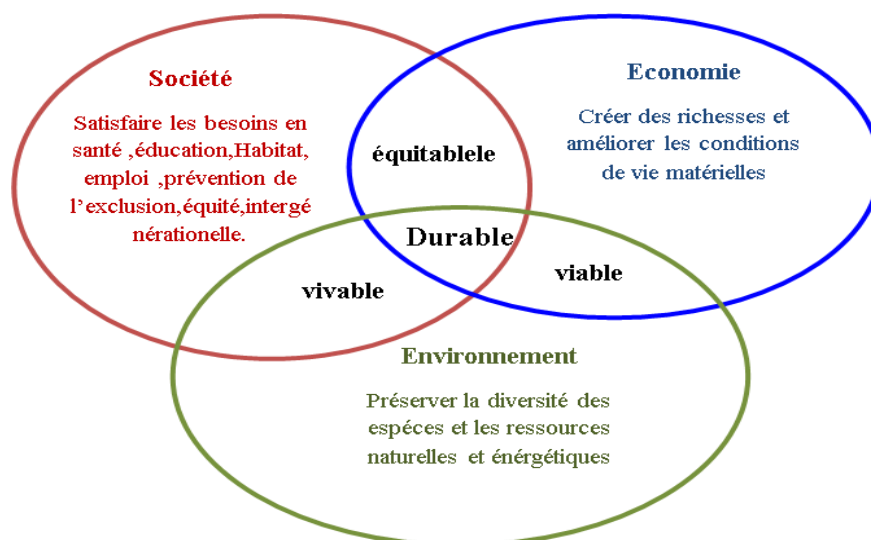 Société
Satisfaire les besoins en
santé ,éducation,Habitat,
emploi ,prévention de
l’exclusion,équité,intergé
nérationelle.
Economie
Créer des richesses et
améliorer les conditions
de vie matérielles
équitablele
Durable
vivable
viable
Environnement
Préserver la diversité des
espéces et les ressources
naturelles et énérgétiques